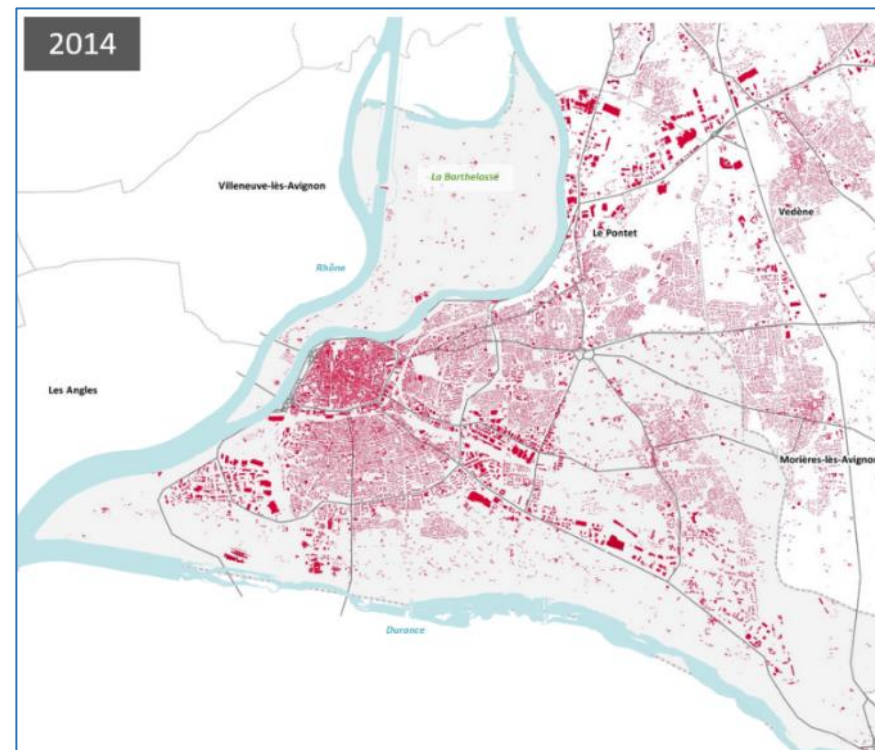 2014
La Barthelasse
Villeneuve-lès-Avignon
Vedène
Le Pontet
Rhône
Les Angles
Morières-lès-Avignon
Durance